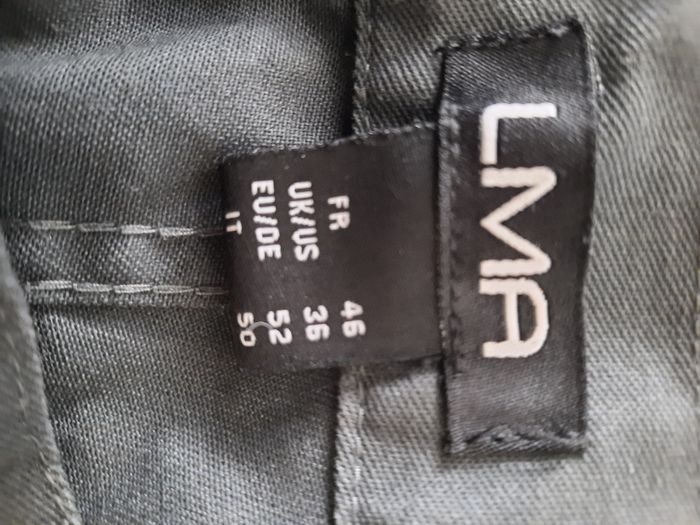 LMA
FR 46
UK/US 36
EU/DE 52
IT 50